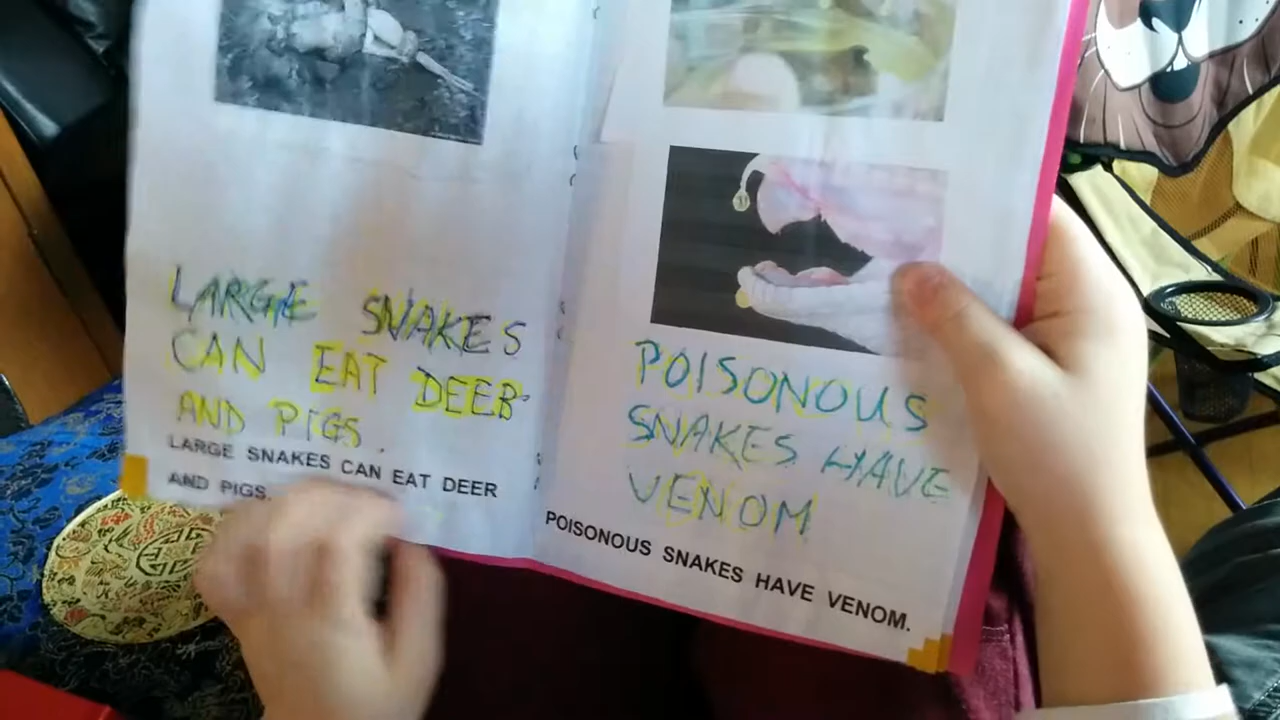 LARGE SNAKES
CAN EAT DEER
AND PIGS.
LARGE SNAKES CAN EAT DEER
AND PIGS.
POISONOUS
SNAKES HAVE
VENOM
POISONOUS SNAKES HAVE VENOM.